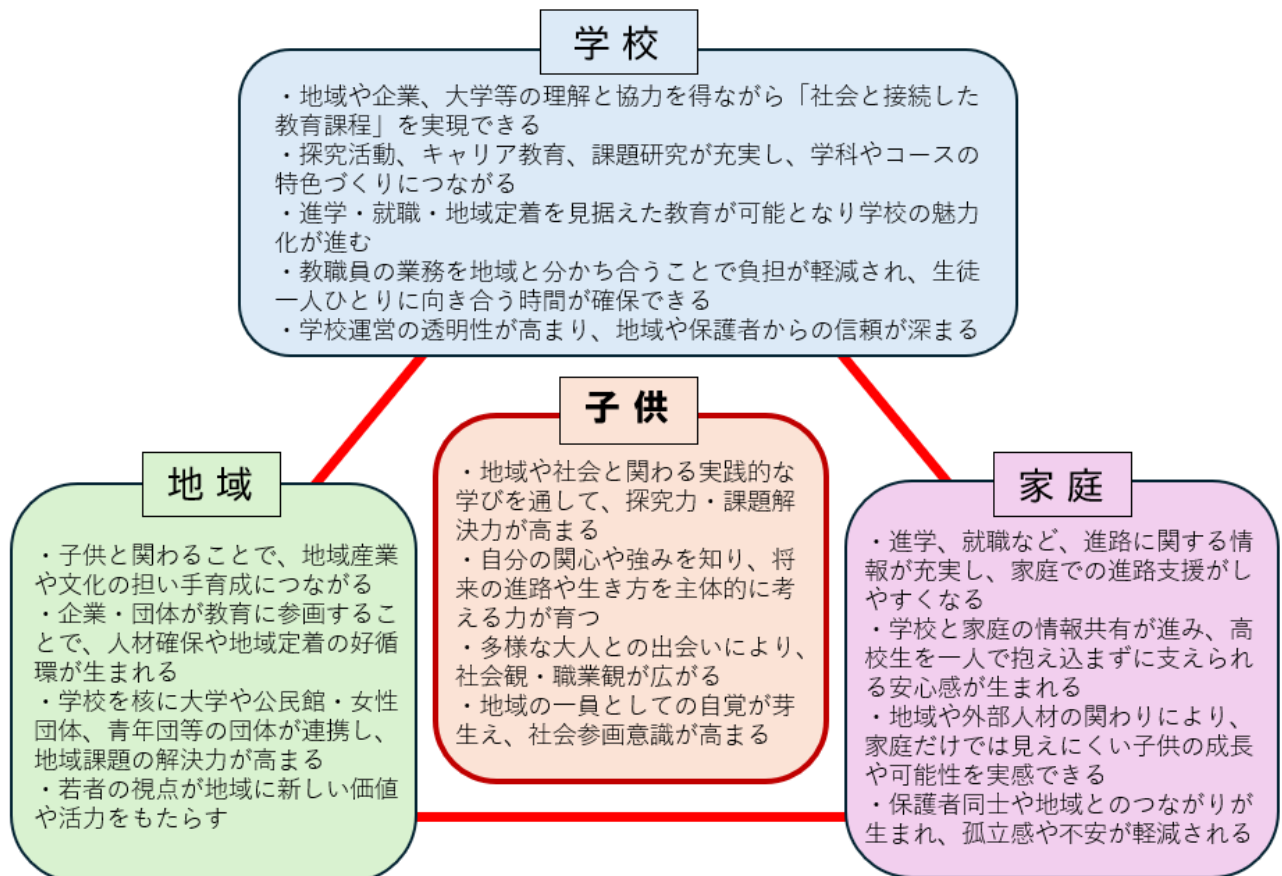 学校
・地域や企業、大学等の理解と協力を得ながら「社会と接続した
教育課程」を実現できる
・探究活動、キャリア教育、課題研究が充実し、学科やコースの
特色づくりにつながる
・進学・就職・地域定着を見据えた教育が可能となり学校の魅力
化が進む
・教職員の業務を地域と分かち合うことで負担が軽減され、生徒
一人ひとりに向き合う時間が確保できる
・学校運営の透明性が高まり、地域や保護者からの信頼が深まる
子供
・地域や社会と関わる実践的な
学びを通して、探究力・課題解
決力が高まる
・自分の関心や強みを知り、将
来の進路や生き方を主体的に考
える力が育つ
・多様な大人との出会いにより、
社会観・職業観が広がる
・地域の一員としての自覚が芽
生え、社会参画意識が高まる
地域
・子供と関わることで、地域産業
や文化の担い手育成につながる
・企業・団体が教育に参画するこ
とで、人材確保や地域定着の好循
環が生まれる
・学校を核に大学や公民館・女性
団体、青年団等の団体が連携し、
地域課題の解決力が高まる
・若者の視点が地域に新しい価値
や活力をもたらす
家庭
・進学、就職など、進路に関する情
報が充実し、家庭での進路支援がし
やすくなる
・学校と家庭の情報共有が進み、高
校生を一人で抱え込まずに支えられ
る安心感が生まれる
・地域や外部人材の関わりにより、
家庭だけでは見えにくい子供の成長
や可能性を実感できる
・保護者同士や地域とのつながりが
生まれ、孤立感や不安が軽減される